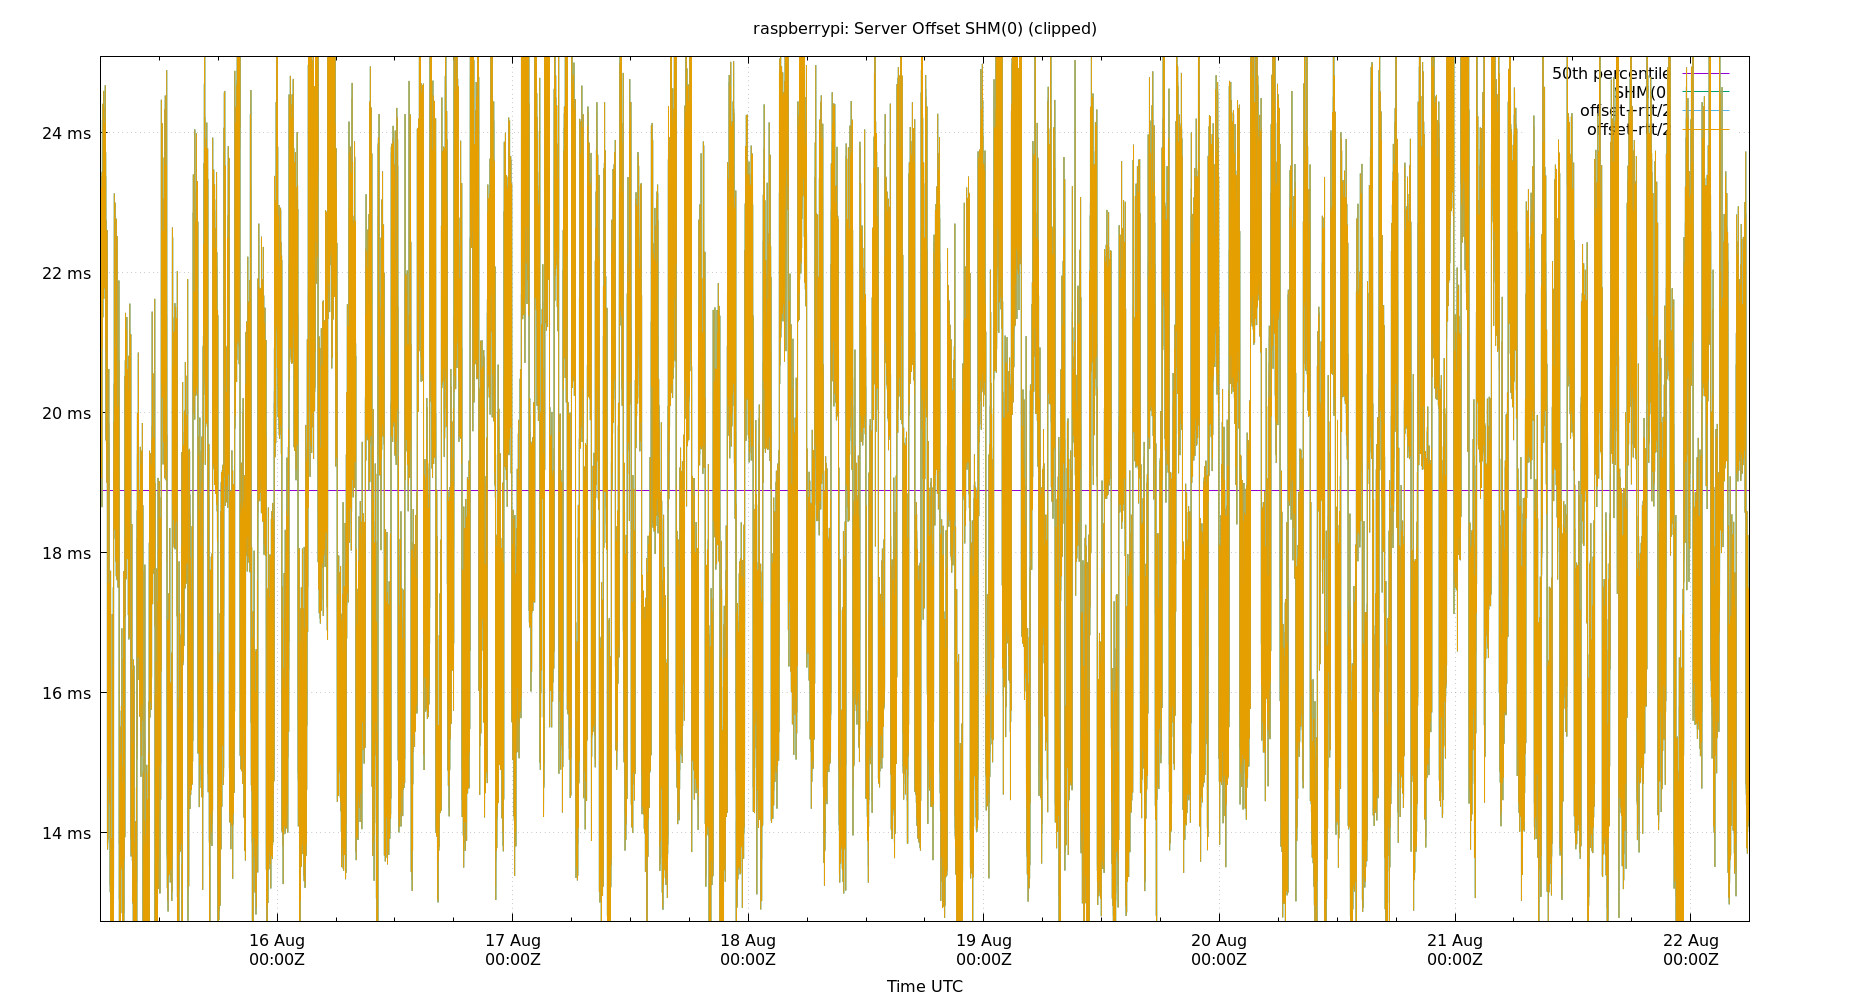 raspberrypi: Server Offset SHM(0) (clipped)
50th percentile
SHM(0)
offset+rtt/2
offset-rtt/2
24 ms
22 ms
20 ms
18 ms
16 ms
14 ms
16 Aug 17 Aug 18 Aug 19 Aug 20 Aug 21 Aug 22 Aug
00:00Z 00:00Z 00:00Z 00:00Z 00:00Z 00:00Z 00:00Z
Time UTC